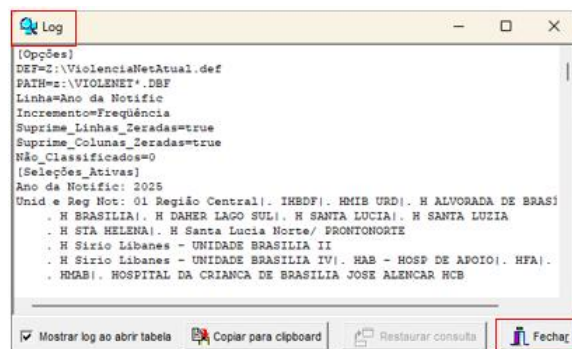 Log
[Opções]
DEF=Z:\ViolenciaNetAtual.def
PATH=z:\VIOLENET*.DBF
Linha=Ano da Notific
Incremento=Freqüência
Suprime_Linhas_Zeradas=true
Suprime_Colunas_Zeradas=true
Não_Classificados=0
[Seleções_Ativas]
Ano da Notific: 2025
Unid e Reg Not: 01 Região Central|. IHBDF|. HMIB URD|. H ALVORADA DE BRASÍ
. H BRASILIA|. H DAHER LAGO SUL|. H SANTA LUCIA|. H SANTA LUZIA
. H STA HELENA|. H Santa Lucia Norte/ PRONTONORTE
. H Sirio Libanes - UNIDADE BRASILIA II
. H Sirio Libanes - UNIDADE BRASILIA IV|. HAB - HOSP DE APOIO|. HFA|.
. HMAB|. HOSPITAL DA CRIANCA DE BRASILIA JOSE ALENCAR HCB
Mostrar log ao abrir tabela Copiar para clipboard Restaurar consulta Fechar